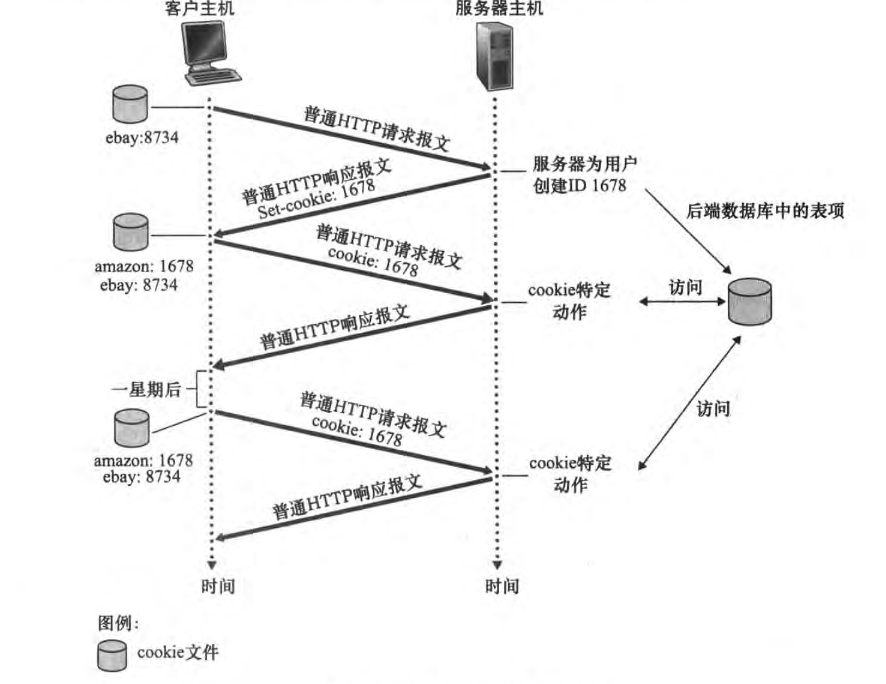 客户主机
服务器主机
ebay:8734
普通HTTP请求报文
服务器为用户
创建ID 1678
普通HTTP响应报文
Set-cookie: 1678
后端数据库中的表项
amazon: 1678
ebay: 8734
普通HTTP请求报文
cookie: 1678
cookie特定
动作
访问
普通HTTP响应报文
一星期后
普通HTTP请求报文
cookie: 1678
访问
amazon: 1678
ebay: 8734
cookie特定
动作
普通HTTP响应报文
时间
时间
图例:
cookie文件